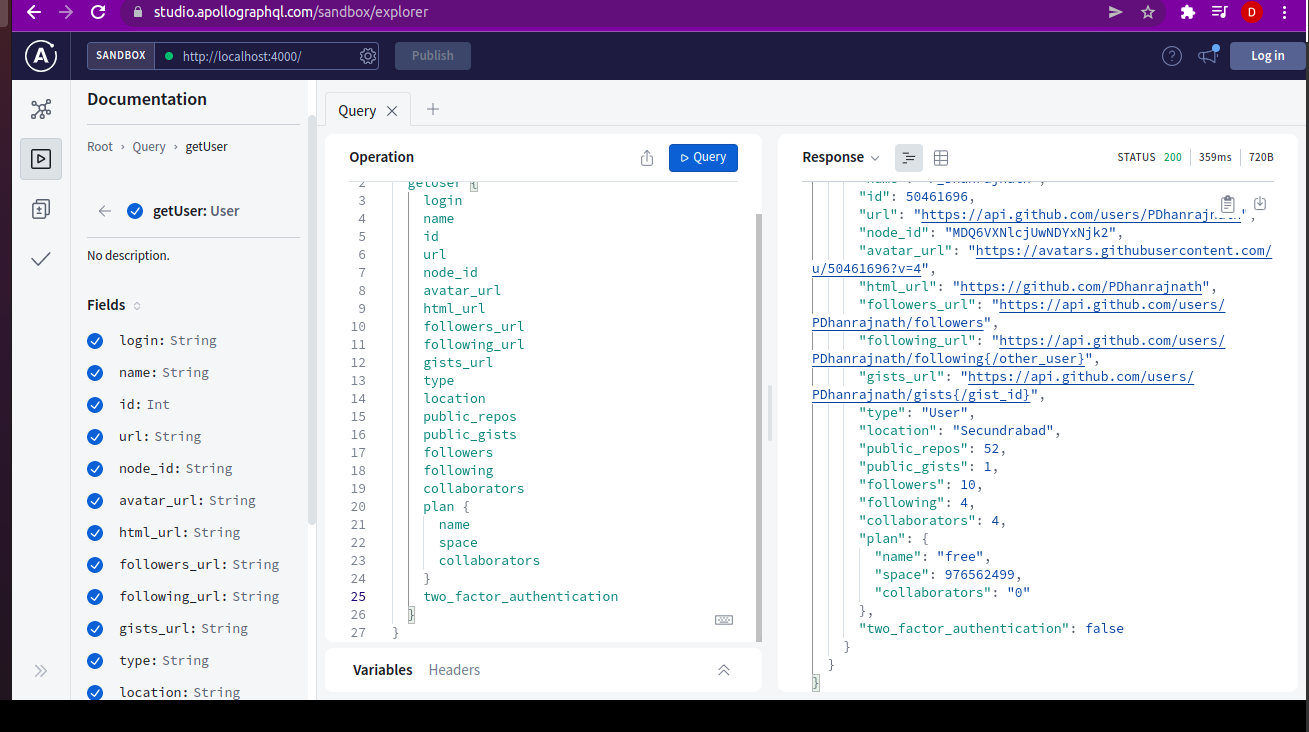 studio.apollographql.com/sandbox/explorer
D
A
SANDBOX
http://localhost:4000/
Publish
?
Log in
Documentation
Root › Query › getUser
getUser: User
No description.
Fields
login: String
name: String
id: Int
url: String
node_id: String
avatar_url: String
html_url: String
followers_url: String
following_url: String
gists_url: String
type: String
location: String
Query
Operation
Query
2 getUser {
3 login
4 name
5 id
6 url
7 node_id
8 avatar_url
9 html_url
10 followers_url
11 following_url
12 gists_url
13 type
14 location
15 public_repos
16 public_gists
17 followers
18 following
19 collaborators
20 plan {
21 name
22 space
23 collaborators
24 }
25 two_factor_authentication
26 }
27 }
Variables Headers
Response
STATUS 200 359ms 720B
"id": 50461696,
"url": "https://api.github.com/users/PDhanrajnath",
"node_id": "MDQ6VXNlcjUwNDYxNjk2",
"avatar_url": "https://avatars.githubusercontent.com/
u/50461696?v=4",
"html_url": "https://github.com/PDhanrajnath",
"followers_url": "https://api.github.com/users/
PDhanrajnath/followers",
"following_url": "https://api.github.com/users/
PDhanrajnath/following{/other_user}",
"gists_url": "https://api.github.com/users/
PDhanrajnath/gists{/gist_id}",
"type": "User",
"location": "Secundrabad",
"public_repos": 52,
"public_gists": 1,
"followers": 10,
"following": 4,
"collaborators": 4,
"plan": {
"name": "free",
"space": 976562499,
"collaborators": "0"
},
"two_factor_authentication": false
}
}
}